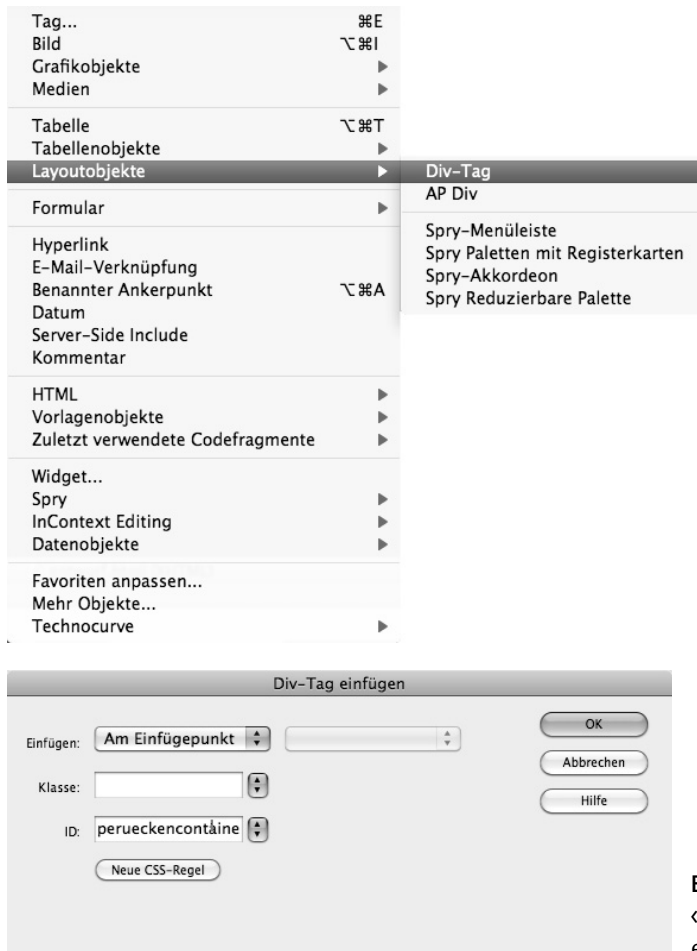 Tag... ⌘E
Bild ⌥⌘I
Grafikobjekte
Medien
Tabelle ⌥⌘T
Tabellenobjekte
Layoutobjekte
Div-Tag
AP Div
Spry-Menüleiste
Spry Paletten mit Registerkarten
Spry-Akkordeon
Spry Reduzierbare Palette
Formular
Hyperlink
E-Mail-Verknüpfung
Benannter Ankerpunkt ⌥⌘A
Datum
Server-Side Include
Kommentar
HTML
Vorlagenobjekte
Zuletzt verwendete Codefragmente
Widget...
Spry
InContext Editing
Datenobjekte
Favoriten anpassen...
Mehr Objekte...
Technocurve
Div-Tag einfügen
Einfügen: Am Einfügepunkt
OK
Abbrechen
Klasse:
Hilfe
ID: perueckencontaine
Neue CSS-Regel